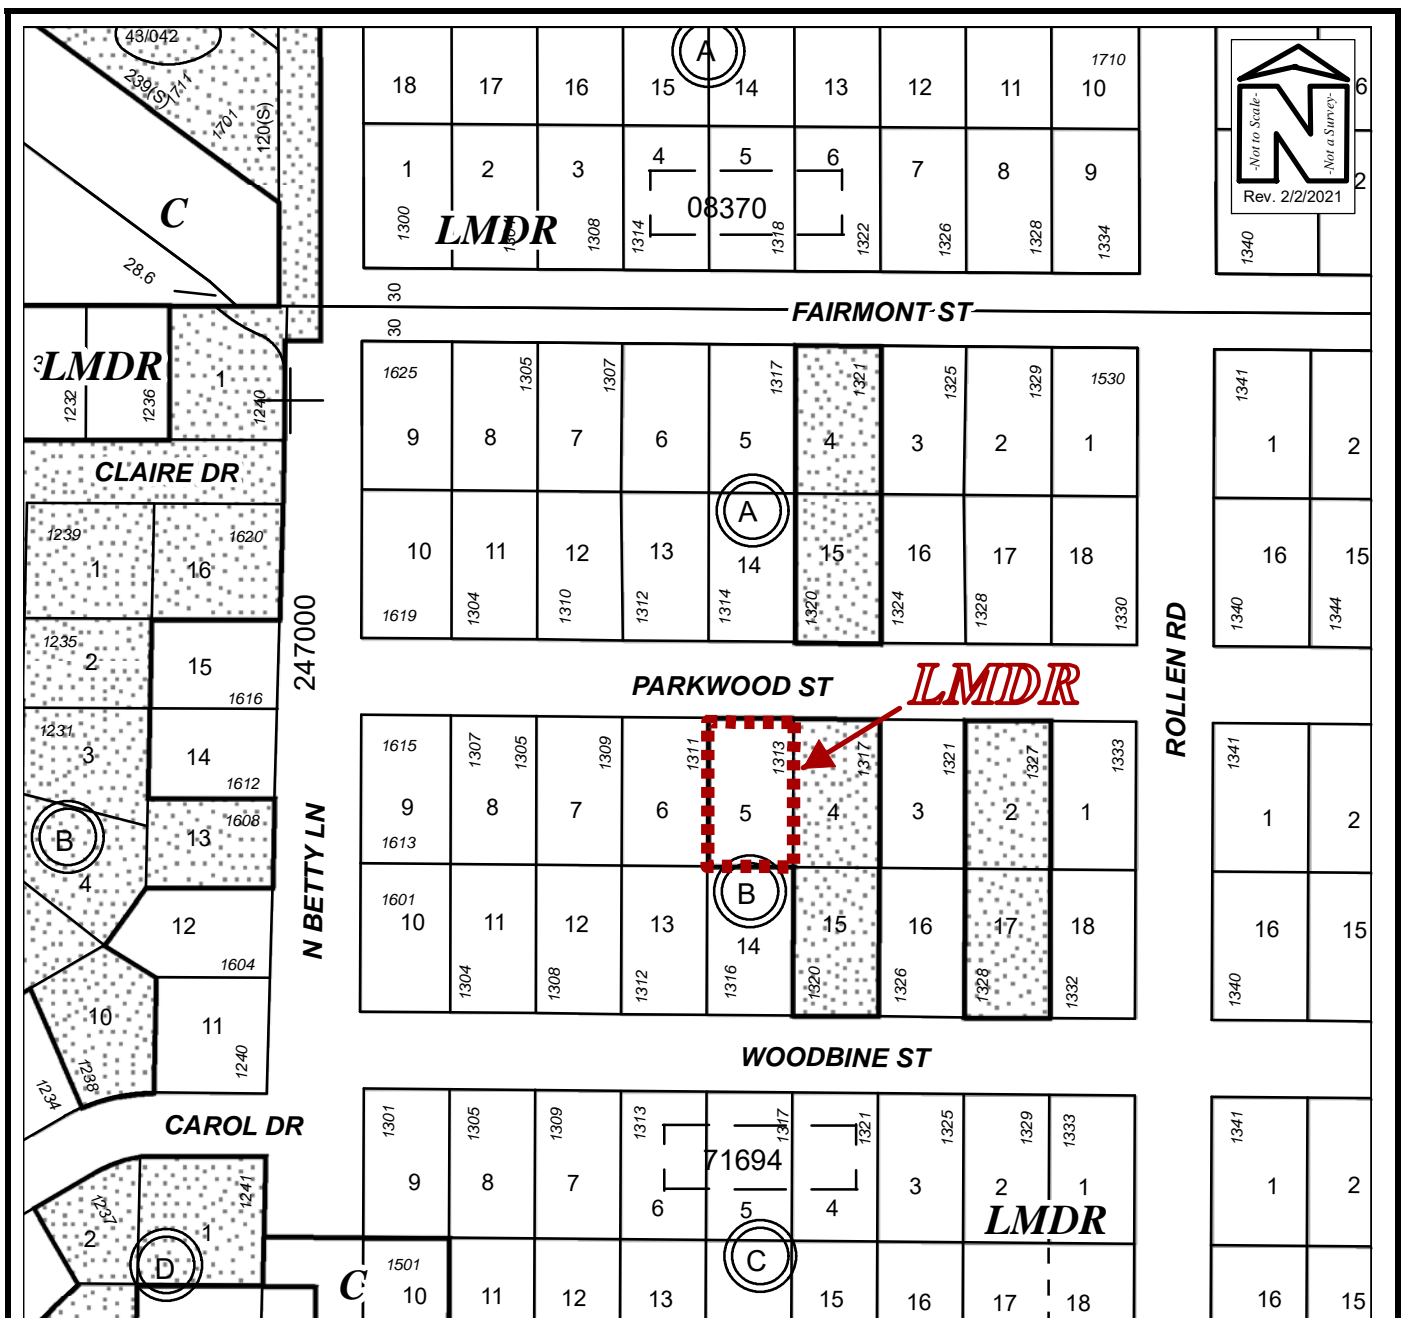 43/042
239(S)
1711
1701
120(S)
C
28.6
A
18 17 16 15 14 13 12 11 10
1710
1 2 3 4 5 6 7 8 9
08370
LMDR
1300 1308 1314 1318 1322 1326 1328 1334
6
2
1340
-Not to Scale-
N
-Not a Survey-
Rev. 2/2/2021
30
30
FAIRMONT ST
LMDR
1232 1236 1240
1
CLAIRE DR
1625 1305 1307 1317 1321 1325 1329 1530
9 8 7 6 5 4 3 2 1
A
10 11 12 13 14 15 16 17 18
1619 1304 1310 1312 1314 1320 1324 1328 1330
1341
1 2
16 15
1340 1344
1239 1620
1 16
1235
2 15
1616
1231
3 14
1612
1608
13
B
4
12
1604
10 11
1238 1240
1234
247000
N BETTY LN
PARKWOOD ST
LMDR
ROLLEN RD
1615 1307 1305 1309 1311 1313 1317 1321 1327 1333
9 8 7 6 5 4 3 2 1
1613
B
1601
10 11 12 13 14 15 16 17 18
1304 1308 1312 1316 1320 1326 1328 1332
1341
1 2
16 15
1340
WOODBINE ST
CAROL DR
1301 1305 1309 1313 1317 1321 1325 1329 1333
71694
9 8 7 6 5 4 3 2 1
LMDR
C
1501
10 11 12 13 15 16 17 18
1341
1 2
16 15
1237 1241
2 1
D
C